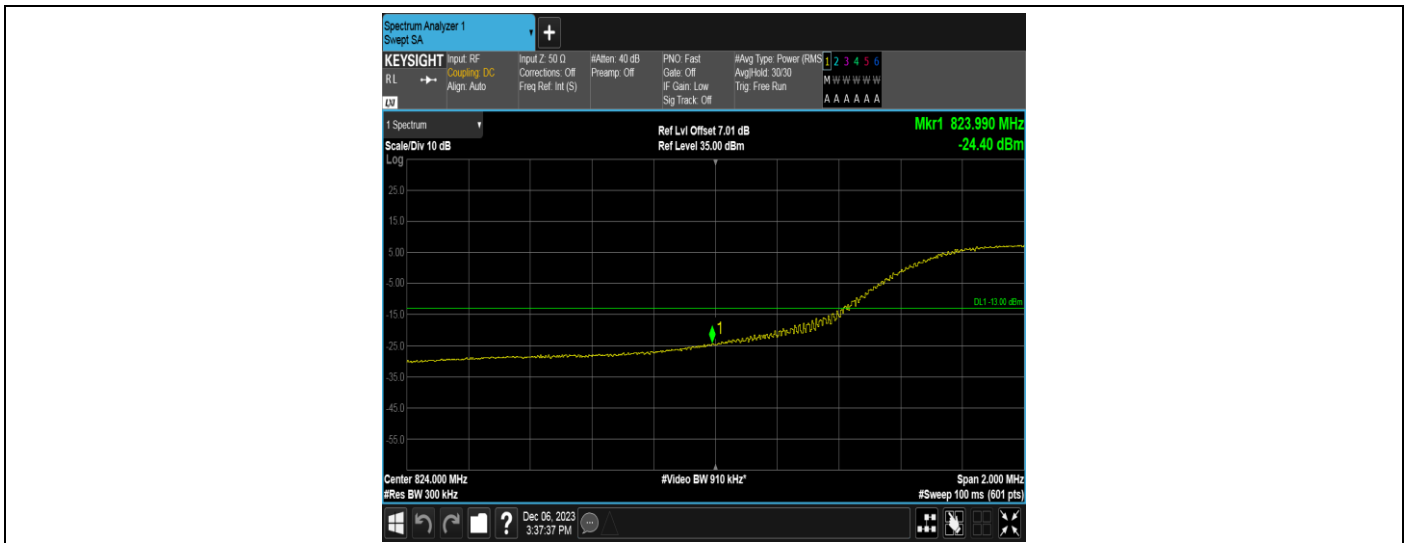 Spectrum Analyzer 1
Swept SA
+
KEYSIGHT
RL
LXI
Input: RF
Coupling: DC
Align: Auto
Input Z: 50 Ω
Corrections: Off
Freq Ref: Int (S)
#Atten: 40 dB
Preamp: Off
PNO: Fast
Gate: Off
IF Gain: Low
Sig Track: Off
#Avg Type: Power (RMS
Avg|Hold: 30/30
Trig: Free Run
1 2 3 4 5 6
M W W W W W
A A A A A A
1 Spectrum
Scale/Div 10 dB
Log
Ref Lvl Offset 7.01 dB
Ref Level 35.00 dBm
Mkr1 823.990 MHz
-24.40 dBm
25.0
15.0
5.00
-5.00
DL1 -13.00 dBm
-15.0
1
-25.0
-35.0
-45.0
-55.0
Center 824.000 MHz
#Res BW 300 kHz
#Video BW 910 kHz*
Span 2.000 MHz
#Sweep 100 ms (601 pts)
?
Dec 06, 2023
3:37:37 PM